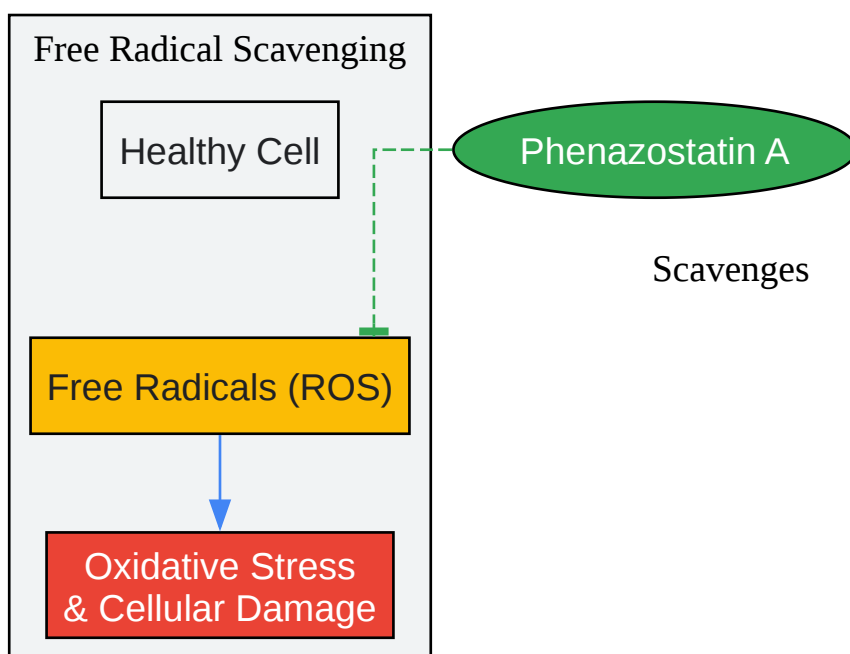 Free Radical Scavenging
Healthy Cell
Phenazostatin A
Scavenges
Free Radicals (ROS)
Oxidative Stress
& Cellular Damage